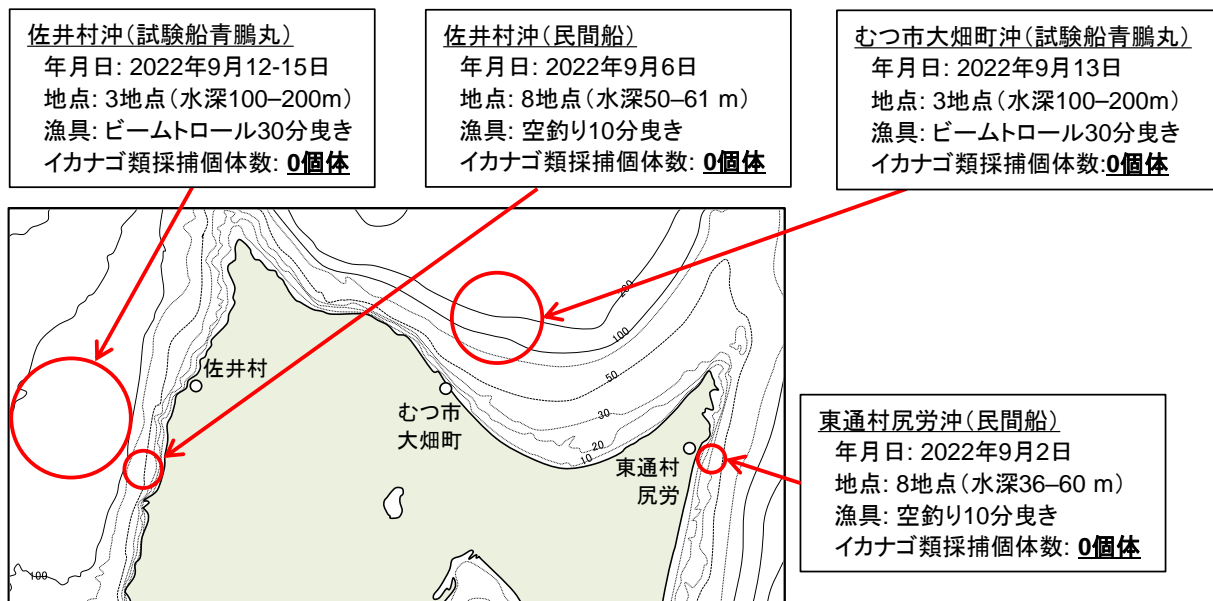 佐井村沖(試験船青鵬丸)
年月日: 2022年9月12-15日
地点: 3地点(水深100–200m)
漁具: ビームトロール30分曳き
イカナゴ類採捕個体数: 0個体
佐井村沖(民間船)
年月日: 2022年9月6日
地点: 8地点(水深50–61 m)
漁具: 空釣り10分曳き
イカナゴ類採捕個体数: 0個体
むつ市大畑町沖(試験船青鵬丸)
年月日: 2022年9月13日
地点: 3地点(水深100–200m)
漁具: ビームトロール30分曳き
イカナゴ類採捕個体数:0個体
200
100
50
30
20
10
佐井村
むつ市
大畑町
東通村
尻労
100
東通村尻労沖(民間船)
年月日: 2022年9月2日
地点: 8地点(水深36–60 m)
漁具: 空釣り10分曳き
イカナゴ類採捕個体数: 0個体